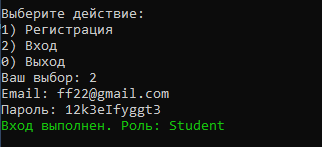 Выберите действие:
1) Регистрация
2) Вход
0) Выход
Ваш выбор: 2
Email: ff22@gmail.com
Пароль: 12k3eIfyggt3
Вход выполнен. Роль: Student